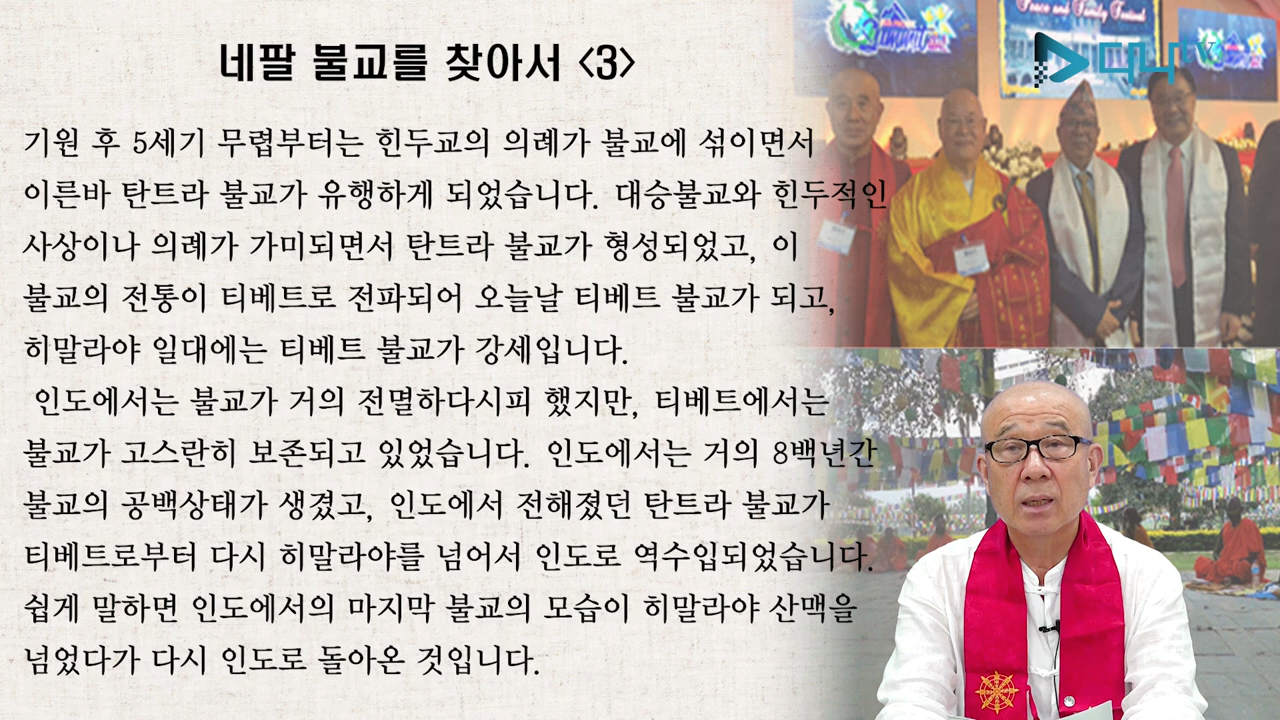 네팔 불교를 찾아서 <3>
Peace and Family Festival
Summit
TV
기원 후 5세기 무렵부터는 힌두교의 의례가 불교에 섞이면서
이른바 탄트라 불교가 유행하게 되었습니다. 대승불교와 힌두적인
사상이나 의례가 가미되면서 탄트라 불교가 형성되었고, 이
불교의 전통이 티베트로 전파되어 오늘날 티베트 불교가 되고,
히말라야 일대에는 티베트 불교가 강세입니다.
인도에서는 불교가 거의 전멸하다시피 했지만, 티베트에서는
불교가 고스란히 보존되고 있었습니다. 인도에서는 거의 8백년간
불교의 공백상태가 생겼고, 인도에서 전해졌던 탄트라 불교가
티베트로부터 다시 히말라야를 넘어서 인도로 역수입되었습니다.
쉽게 말하면 인도에서의 마지막 불교의 모습이 히말라야 산맥을
넘었다가 다시 인도로 돌아온 것입니다.